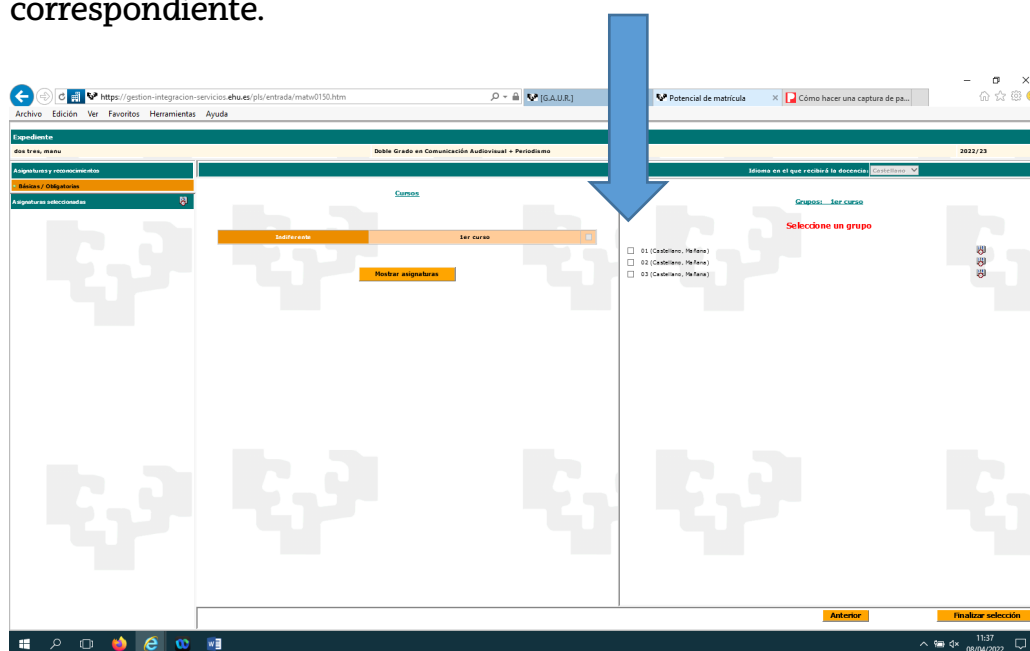 correspondiente.
https://gestion-integracion-servicios.ehu.es/pls/entrada/matw0150.htm
[G.A.U.R.]
Potencial de matrícula
Cómo hacer una captura de pa...
Archivo Edición Ver Favoritos Herramientas Ayuda
Expediente
dos tres, manu Doble Grado en Comunicación Audiovisual + Periodismo 2022/23
Asignaturas y reconocimientos
Idioma en el que recibirá la docencia: Castellano
Básicas / Obligatorias
Asignaturas seleccionadas
Cursos
Grupos: 1er curso
Seleccione un grupo
Indiferente 1er curso
01 (Castellano, Mañana)
02 (Castellano, Mañana)
03 (Castellano, Mañana)
Mostrar asignaturas
Anterior Finalizar selección
11:37
08/04/2022